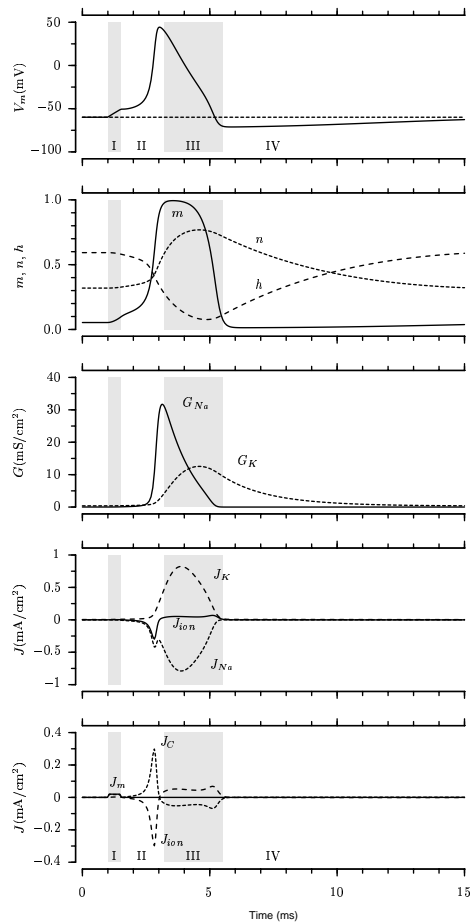 50
0
−50
−100
V_m (mV)
I II III IV
1.0
0.5
0.0
m, n, h
m
n
h
40
30
20
10
0
G (mS/cm²)
G_Na
G_K
1
0.5
0
−0.5
−1
J (mA/cm²)
J_K
J_ion
J_Na
0.4
0.2
0
−0.2
−0.4
J (mA/cm²)
J_C
J_m
J_ion
I II III IV
0 5 10 15
Time (ms)